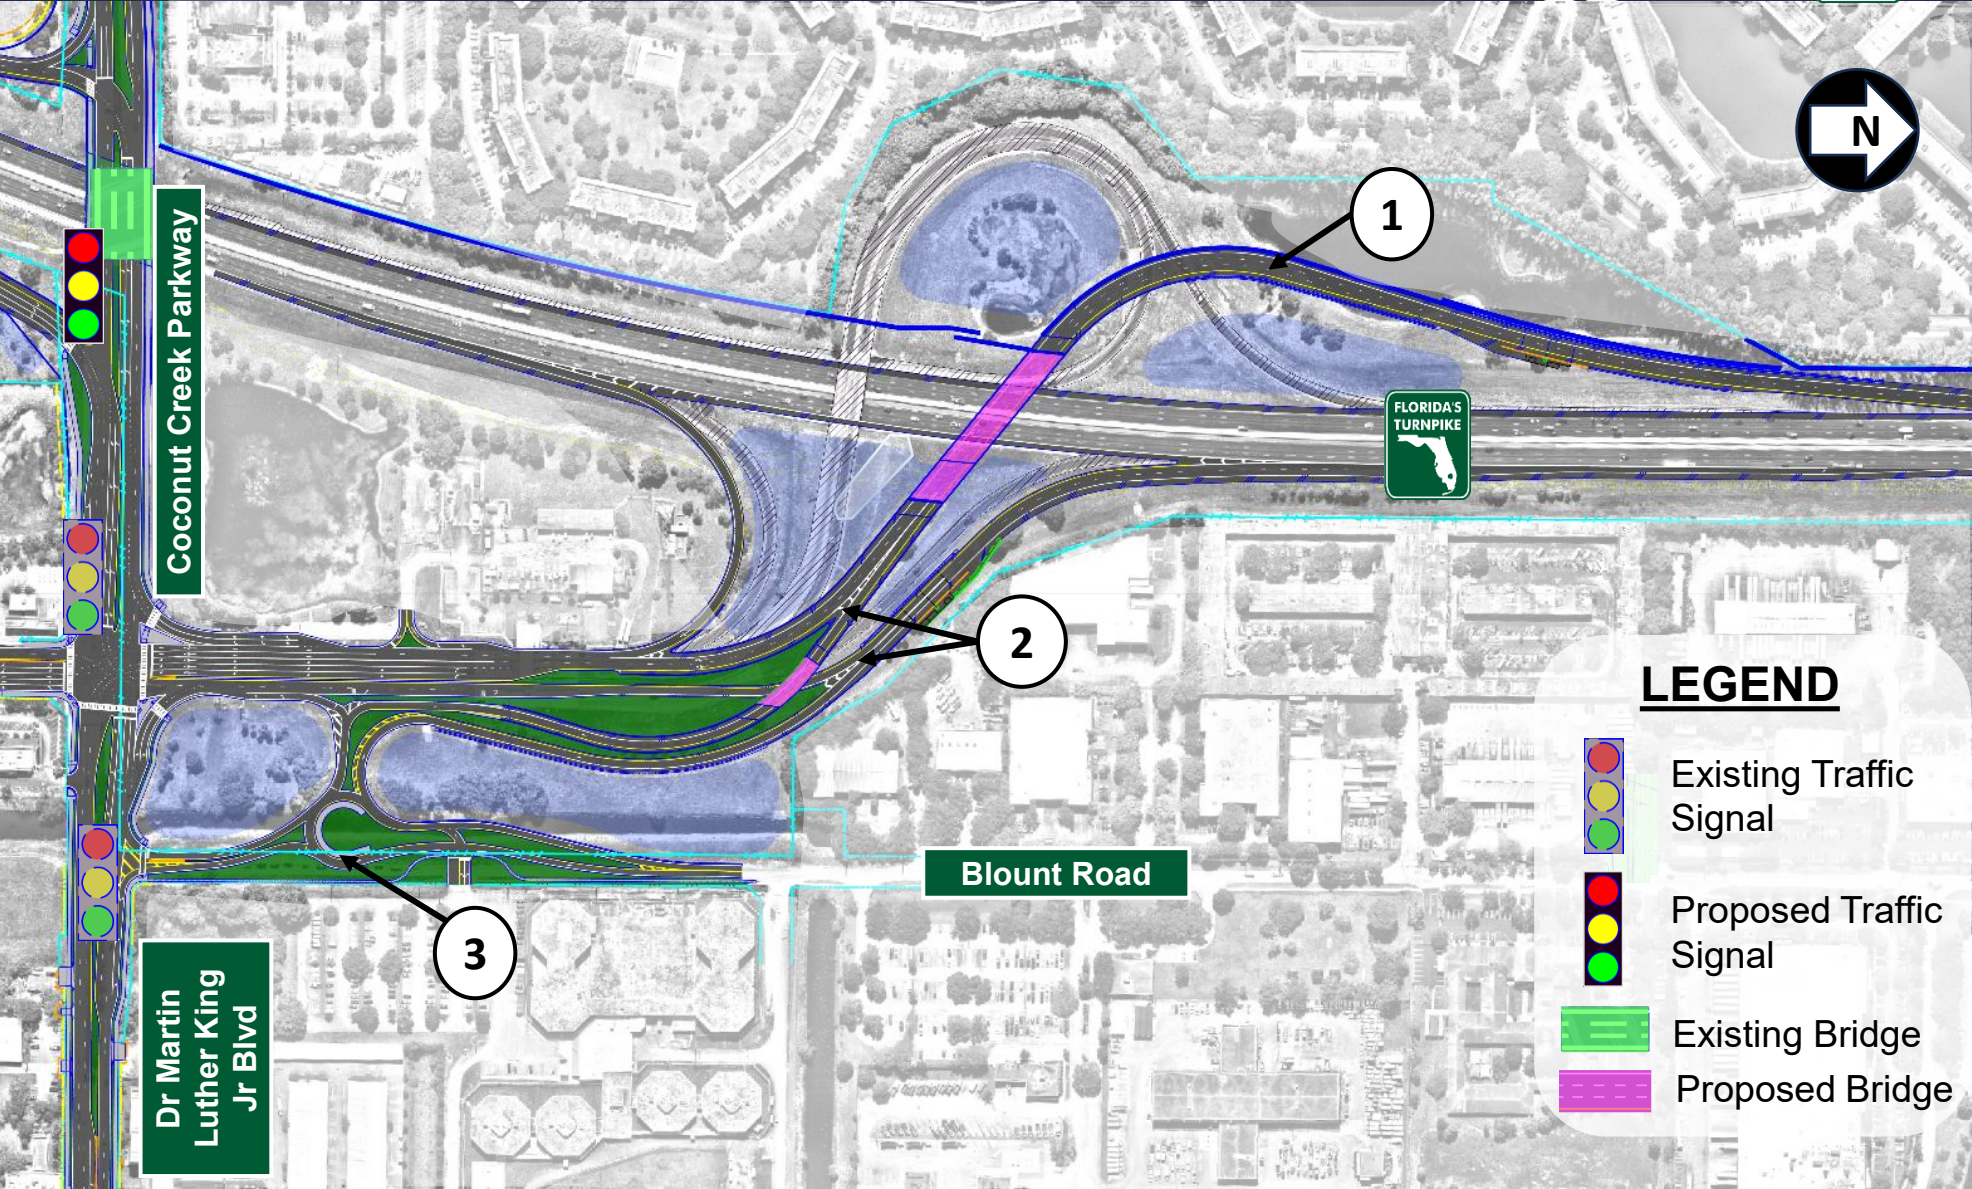 N
1
Coconut Creek Parkway
FLORIDA'S
TURNPIKE
2
LEGEND
Existing Traffic
Signal
Proposed Traffic
Signal
Existing Bridge
Proposed Bridge
Blount Road
3
Dr Martin
Luther King
Jr Blvd